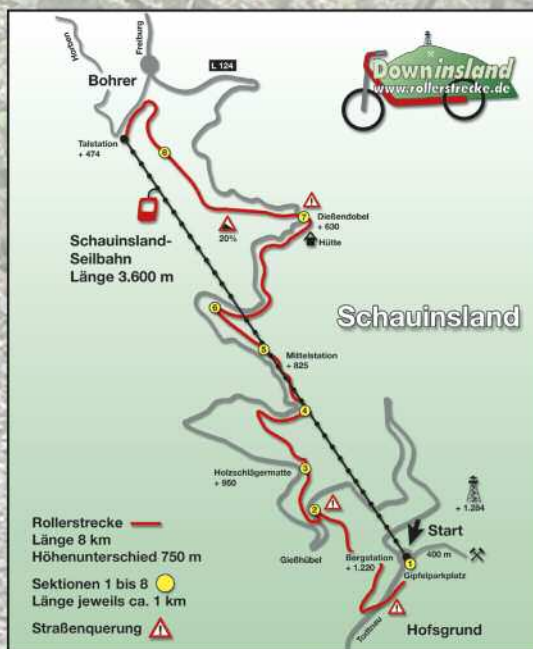 Horben
Freiburg
L 124
Bohrer
Downinsland
www.rollerstrecke.de
Talstation
+ 474
8
7
Dießendobel
+ 630
20%
Hütte
Schauinsland-
Seilbahn
Länge 3.600 m
6
Schauinsland
5
Mittelstation
+ 825
4
3
Holzschlägermatte
+ 950
2
+ 1.284
Start
400 m
Rollerstrecke
Länge 8 km
Höhenunterschied 750 m
Gießhübel
Bergstation
+ 1.220
1
Gipfelparkplatz
Sektionen 1 bis 8
Länge jeweils ca. 1 km
Todtnau
Straßenquerung
Hofsgrund